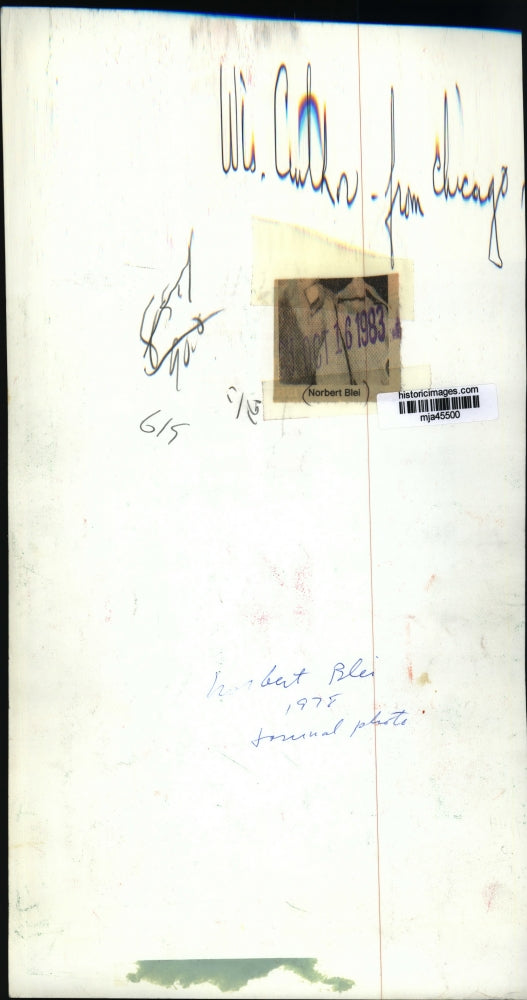 Wis. Author - from Chicago
OCT 16 1983
(Norbert Blei)
historicimages.com
mja45500
6/5
Norbert Blei
1978
Journal photo